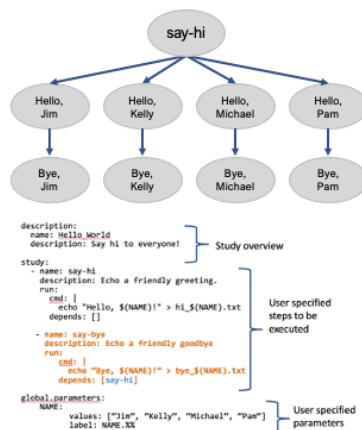 say-hi
Hello,
Jim
Hello,
Kelly
Hello,
Michael
Hello,
Pam
Bye,
Jim
Bye,
Kelly
Bye,
Michael
Bye,
Pam
description:
name: Hello_World
description: Say hi to everyone!
Study overview
study:
- name: say-hi
description: Echo a friendly greeting.
run:
cmd: |
echo "Hello, $(NAME)!" > hi_$(NAME).txt
depends: []
- name: say-bye
description: Echo a friendly goodbye
run:
cmd: |
echo "Bye, $(NAME)!" > bye_$(NAME).txt
depends: [say-hi]
User specified
steps to be
executed
global.parameters:
NAME:
values: ["Jim", "Kelly", "Michael", "Pam"]
label: NAME.%%
User specified
parameters